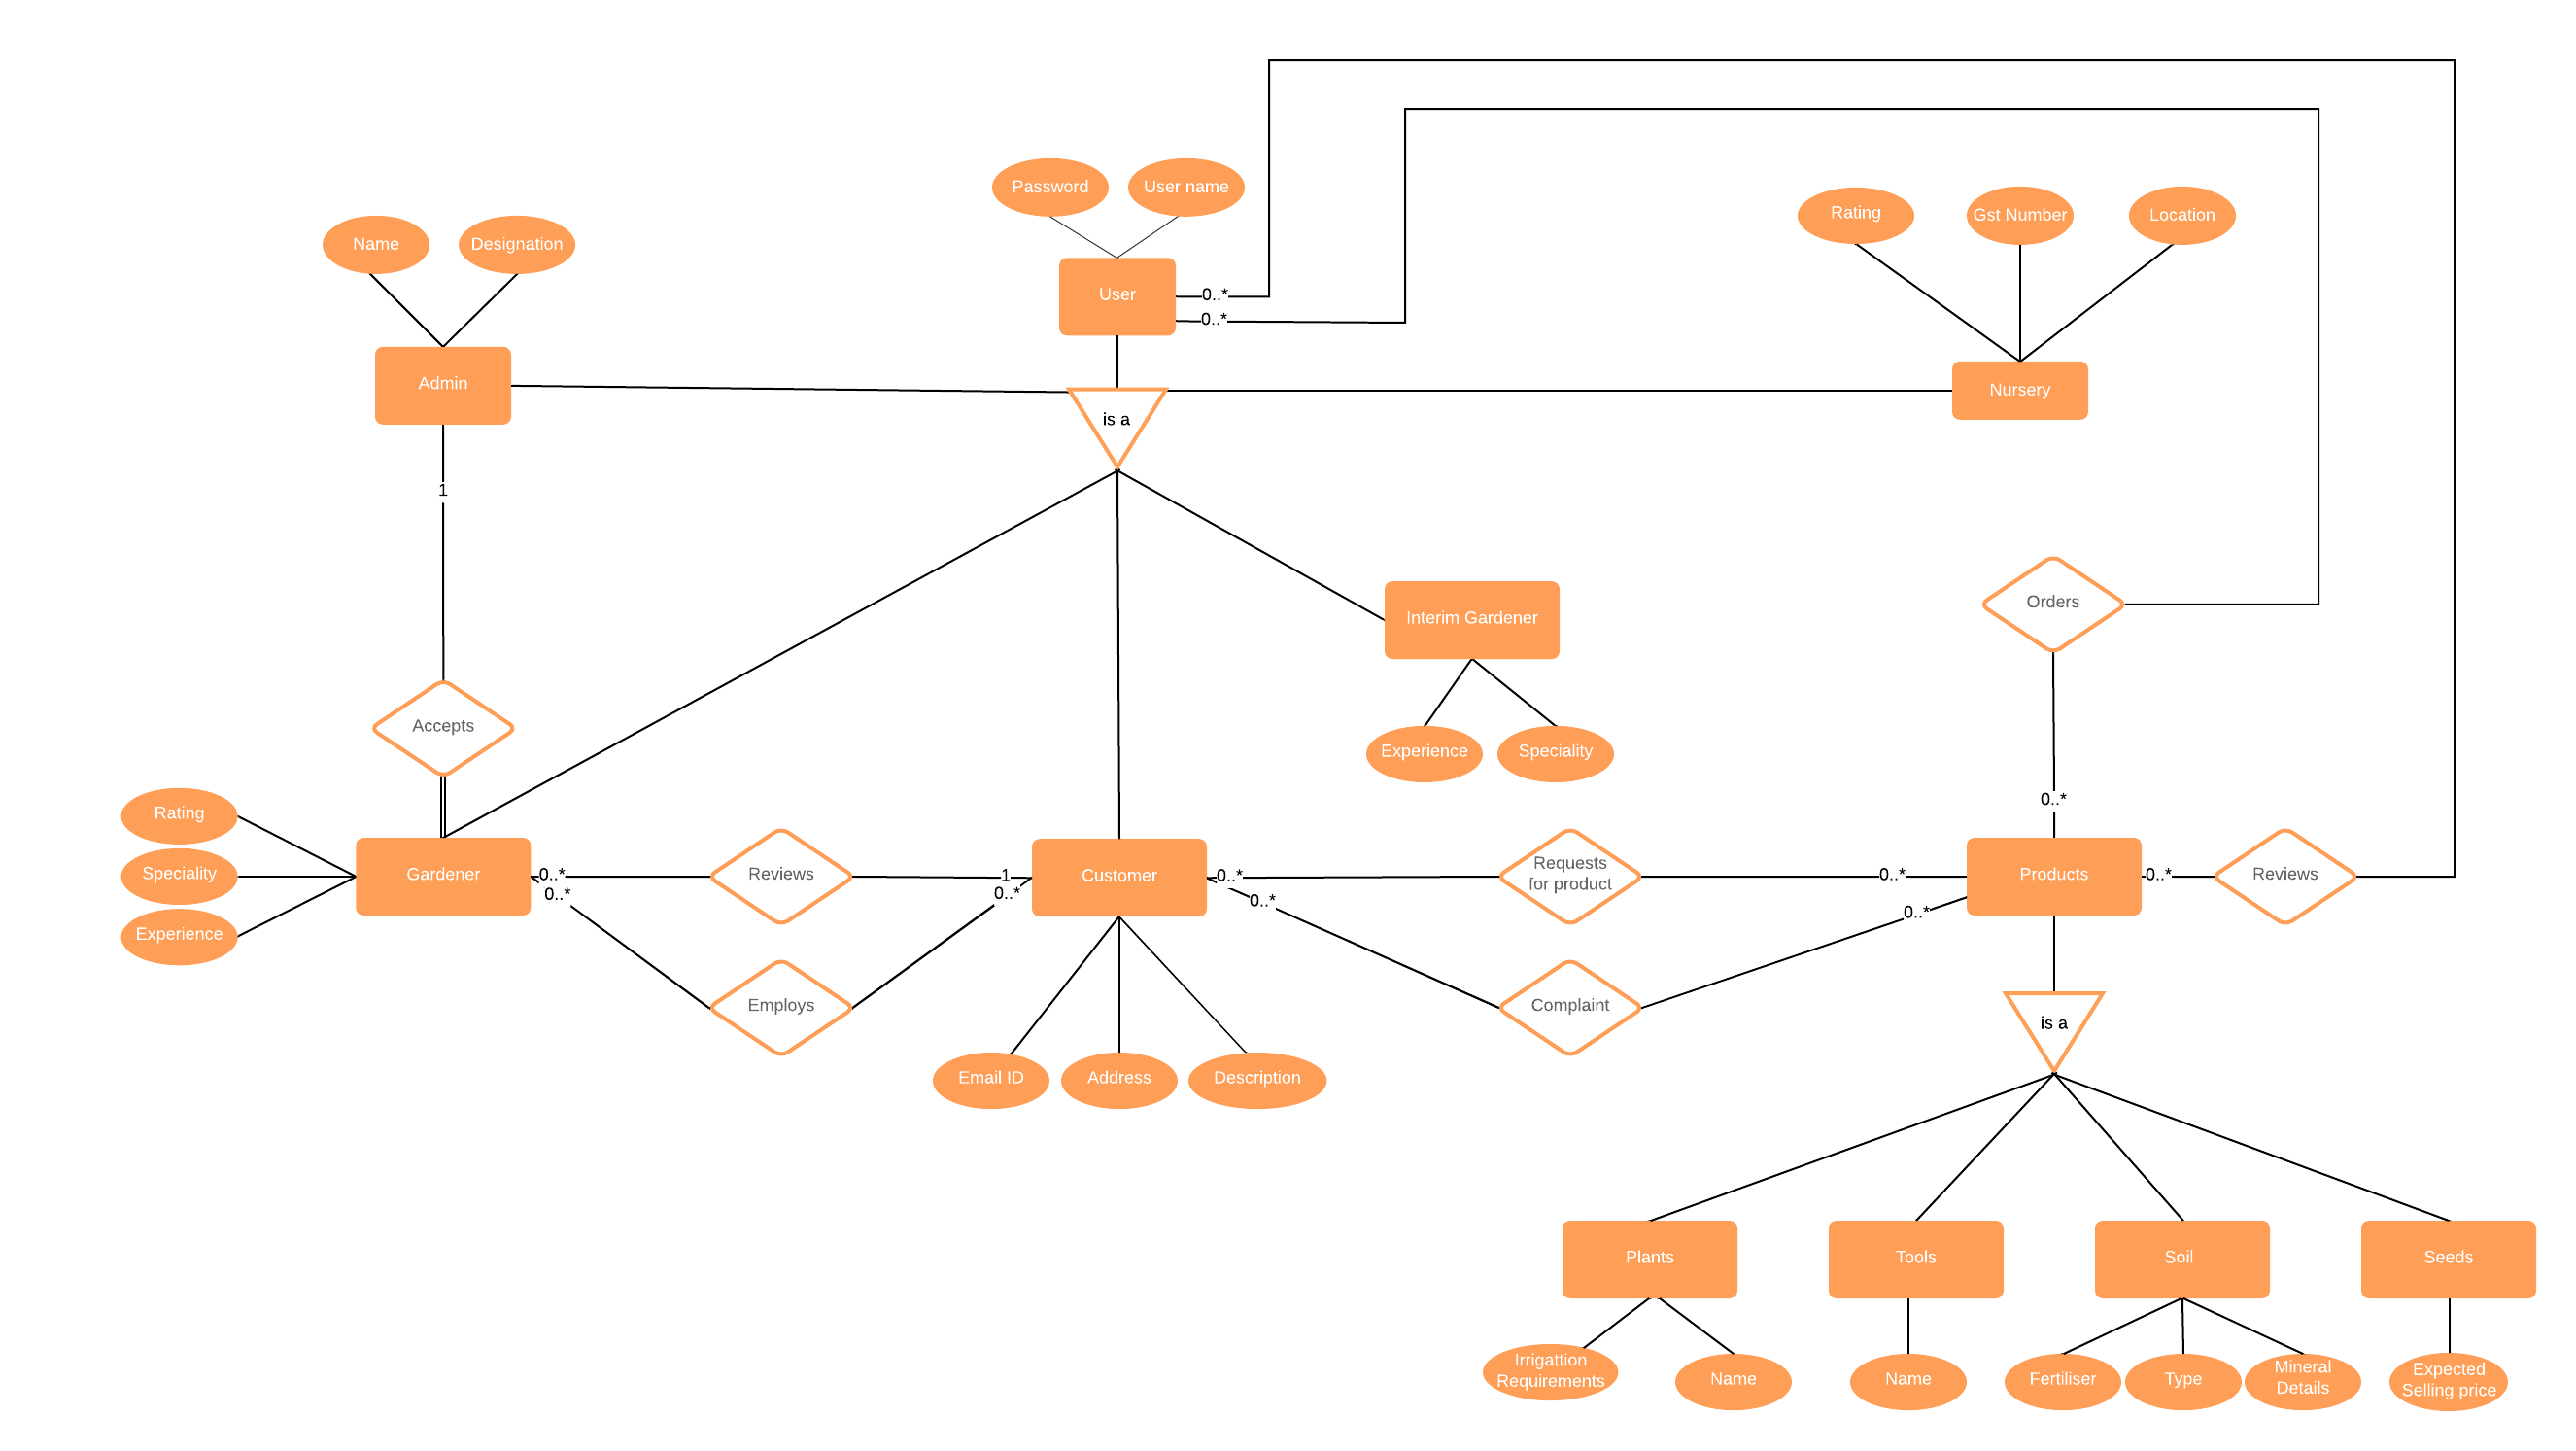 Password
User name
Rating
Gst Number
Location
Name
Designation
User
0..*
0..*
Admin
Nursery
is a
1
Orders
Interim Gardener
Accepts
Experience
Speciality
0..*
Rating
Speciality
Experience
Gardener
0..*
0..*
Reviews
1
0..*
Customer
0..*
0..*
Requests
for product
0..*
0..*
Products
0..*
Reviews
Employs
Complaint
is a
Email ID
Address
Description
Plants
Tools
Soil
Seeds
Irrigattion
Requirements
Name
Name
Fertiliser
Type
Mineral
Details
Expected
Selling price